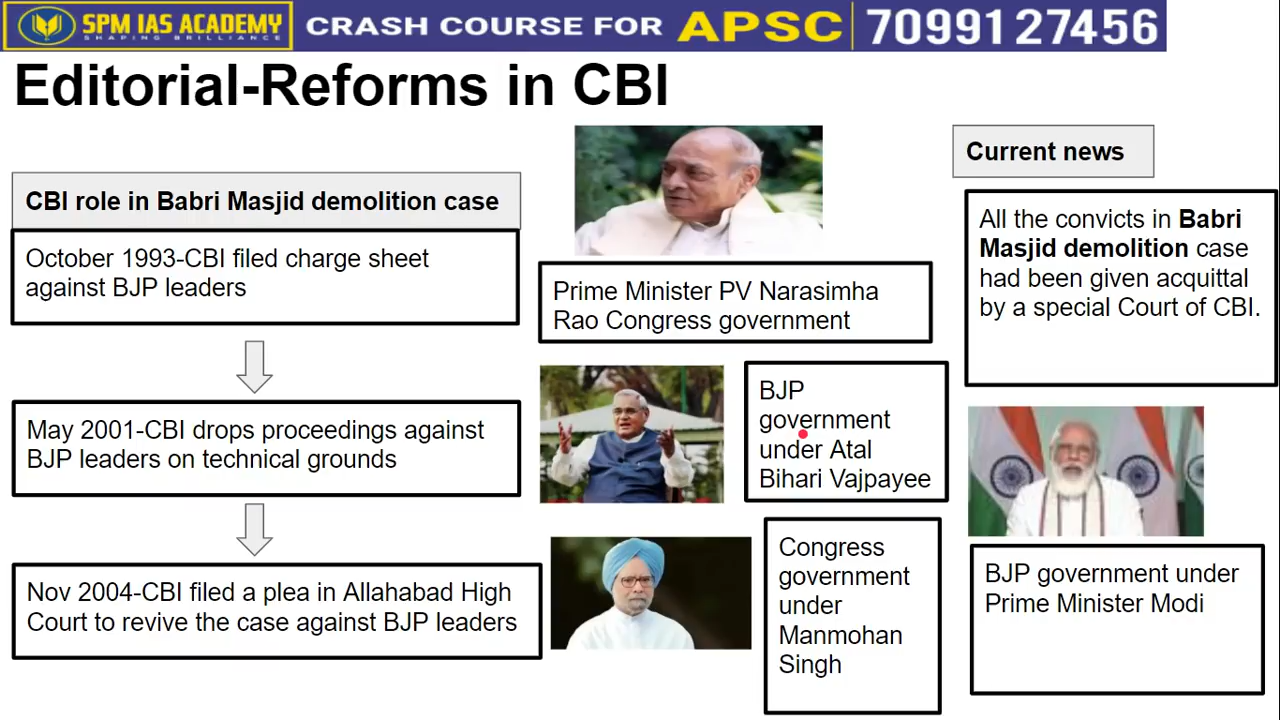 SPM IAS ACADEMY
SHAPING BRILLIANCE
CRASH COURSE FOR APSC
7099127456
Editorial-Reforms in CBI
CBI role in Babri Masjid demolition case
October 1993-CBI filed charge sheet
against BJP leaders
May 2001-CBI drops proceedings against
BJP leaders on technical grounds
Nov 2004-CBI filed a plea in Allahabad High
Court to revive the case against BJP leaders
Prime Minister PV Narasimha
Rao Congress government
BJP
government
under Atal
Bihari Vajpayee
Congress
government
under
Manmohan
Singh
Current news
All the convicts in Babri
Masjid demolition case
had been given acquittal
by a special Court of CBI.
BJP government under
Prime Minister Modi